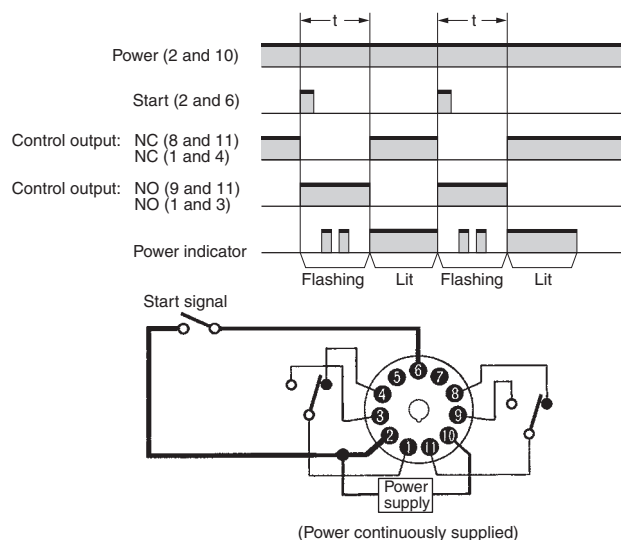 t
t
Power (2 and 10)
Start (2 and 6)
Control output: NC (8 and 11)
NC (1 and 4)
Control output: NO (9 and 11)
NO (1 and 3)
Power indicator
Flashing
Lit
Flashing
Lit
Start signal
6
5
7
4
8
3
9
2
10
1
11
Power
supply
(Power continuously supplied)